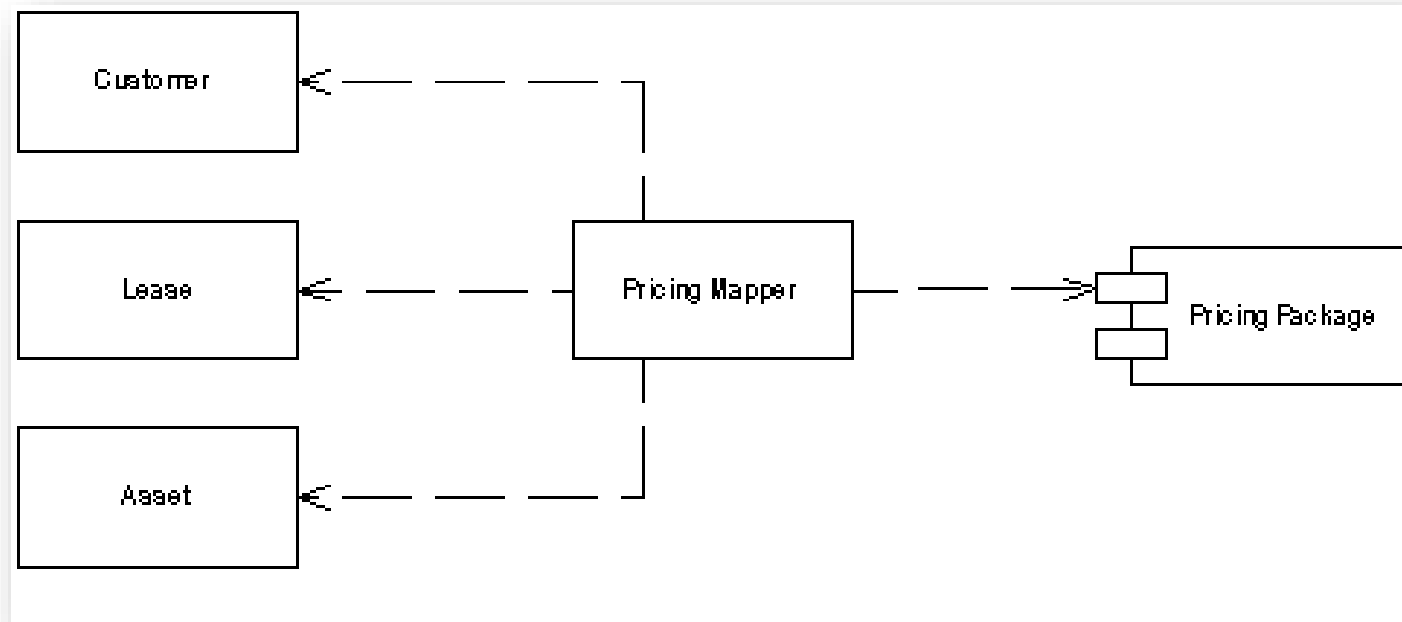 Customer
Lease
Pricing Mapper
Pricing Package
Asset